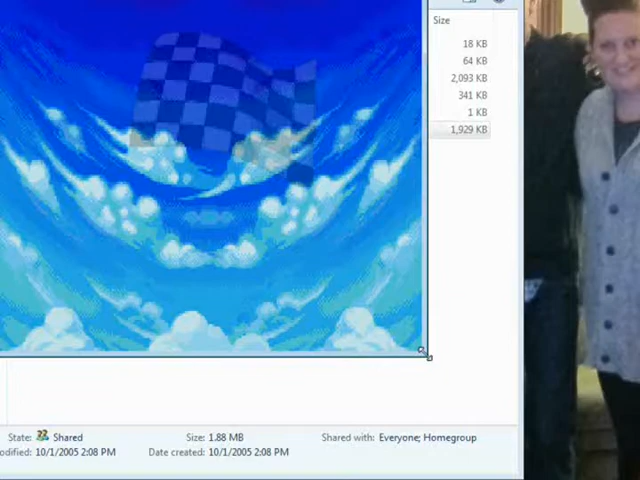 Size
18 KB
64 KB
2,093 KB
341 KB
1 KB
1,929 KB
State: Shared Size: 1.88 MB Shared with: Everyone; Homegroup
odified: 10/1/2005 2:08 PM Date created: 10/1/2005 2:08 PM